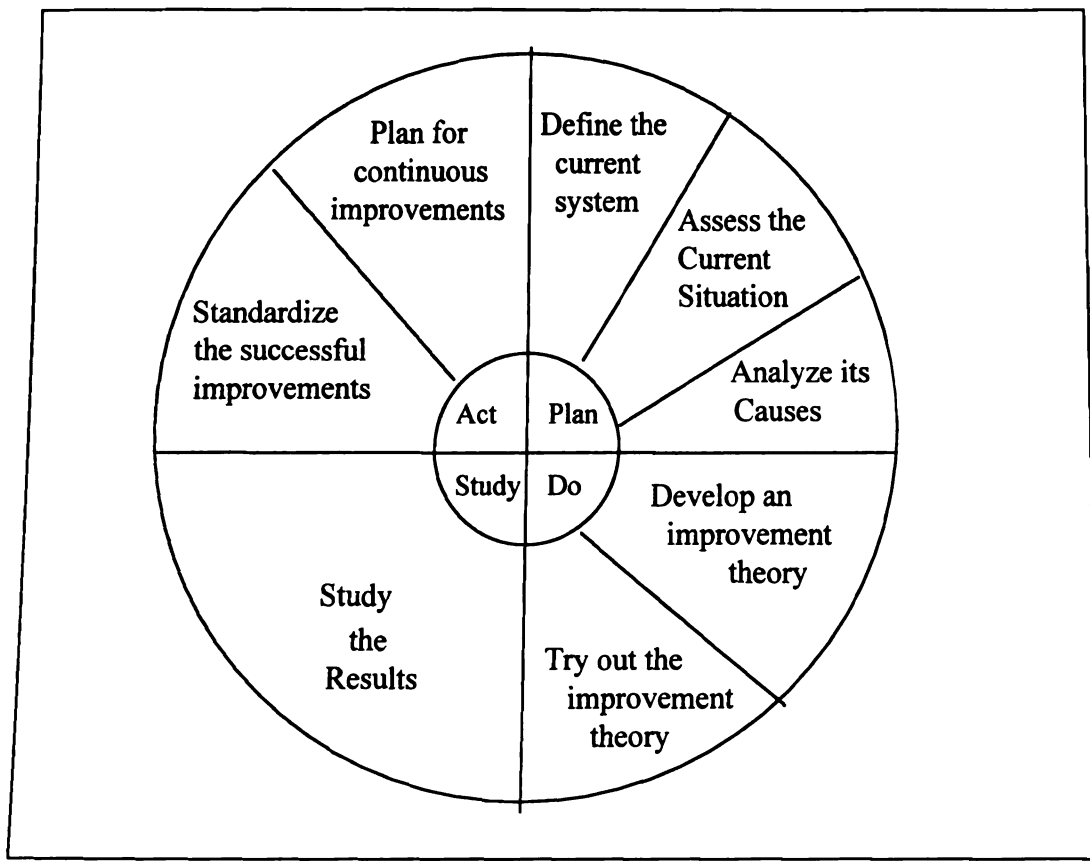 Plan for
continuous
improvements
Define the
current
system
Assess the
Current
Situation
Analyze its
Causes
Standardize
the successful
improvements
Act
Plan
Study
Do
Develop an
improvement
theory
Try out the
improvement
theory
Study
the
Results